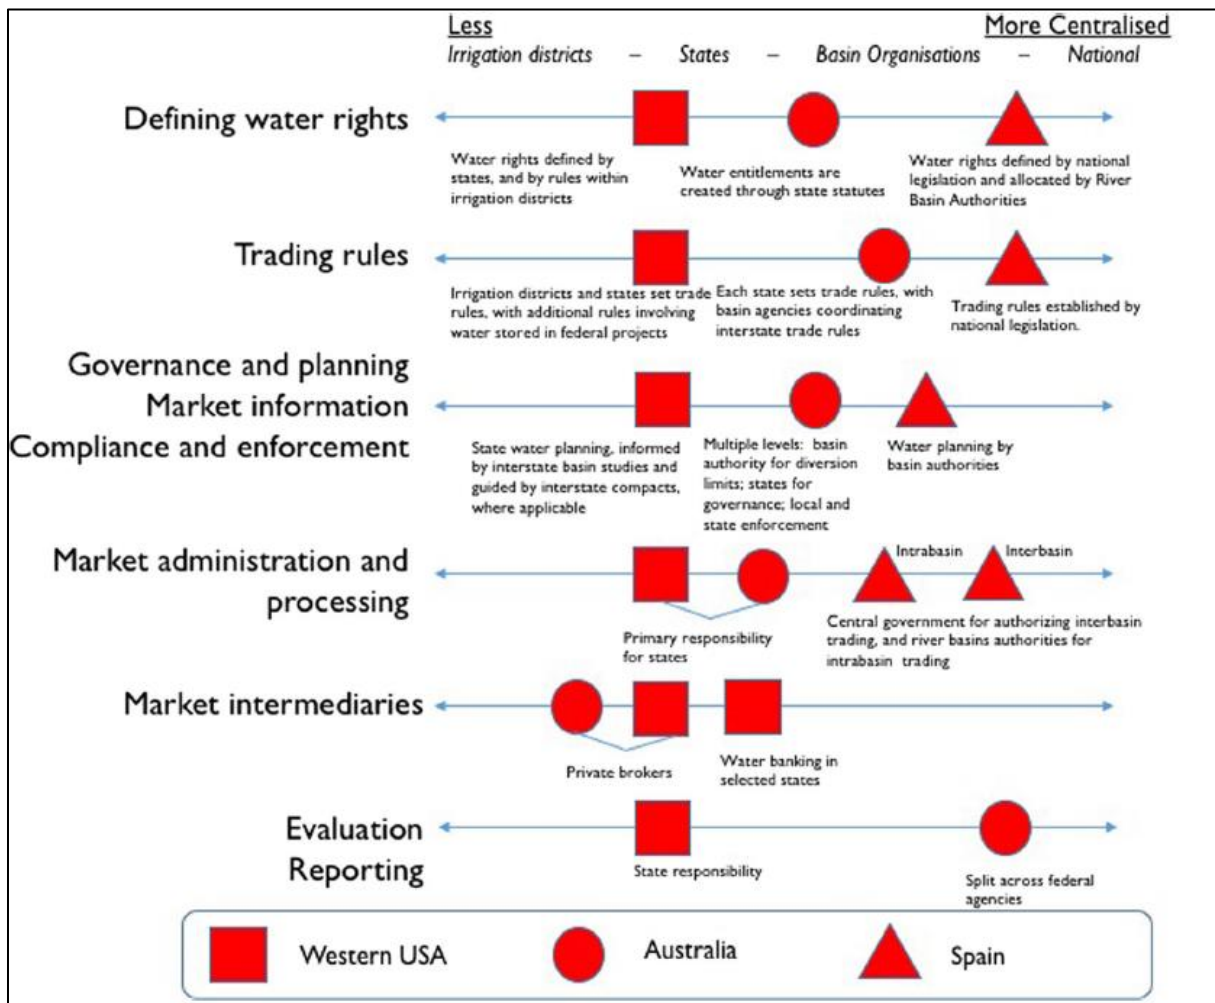 Less
More Centralised
Irrigation districts – States – Basin Organisations – National
Defining water rights
Water rights defined by
states, and by rules within
irrigation districts
Water entitlements are
created through state statutes
Water rights defined by national
legislation and allocated by River
Basin Authorities
Trading rules
Irrigation districts and states set trade
rules, with additional rules involving
water stored in federal projects
Each state sets trade rules, with
basin agencies coordinating
interstate trade rules
Trading rules established by
national legislation.
Governance and planning
Market information
Compliance and enforcement
State water planning, informed
by interstate basin studies and
guided by interstate compacts,
where applicable
Multiple levels: basin
authority for diversion
limits; states for
governance; local and
state enforcement
Water planning by
basin authorities
Market administration and
processing
Intrabasin
Interbasin
Primary responsibility
for states
Central government for authorizing interbasin
trading, and river basins authorities for
intrabasin trading
Market intermediaries
Private brokers
Water banking in
selected states
Evaluation
Reporting
State responsibility
Split across federal
agencies
Western USA
Australia
Spain